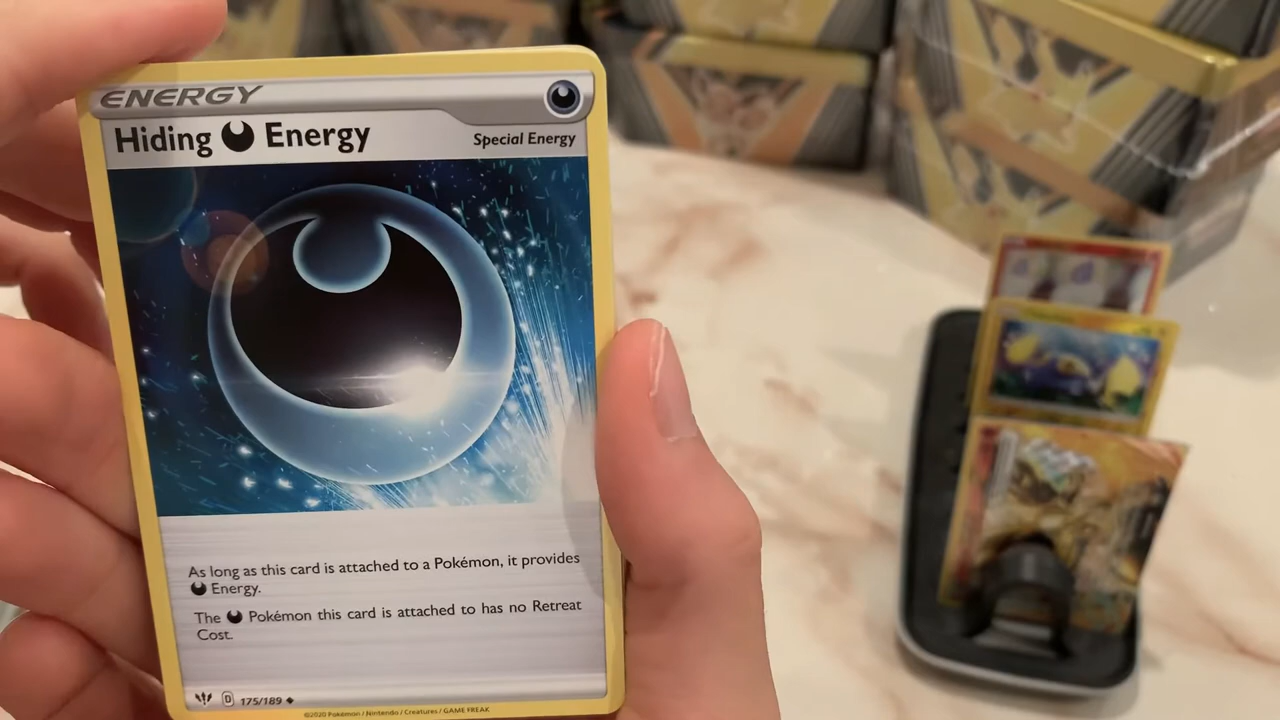 ENERGY
Hiding Energy
Special Energy
As long as this card is attached to a Pokémon, it provides
Energy.
The Pokémon this card is attached to has no Retreat
Cost.
D 175/189
©2020 Pokémon / Nintendo / Creatures / GAME FREAK